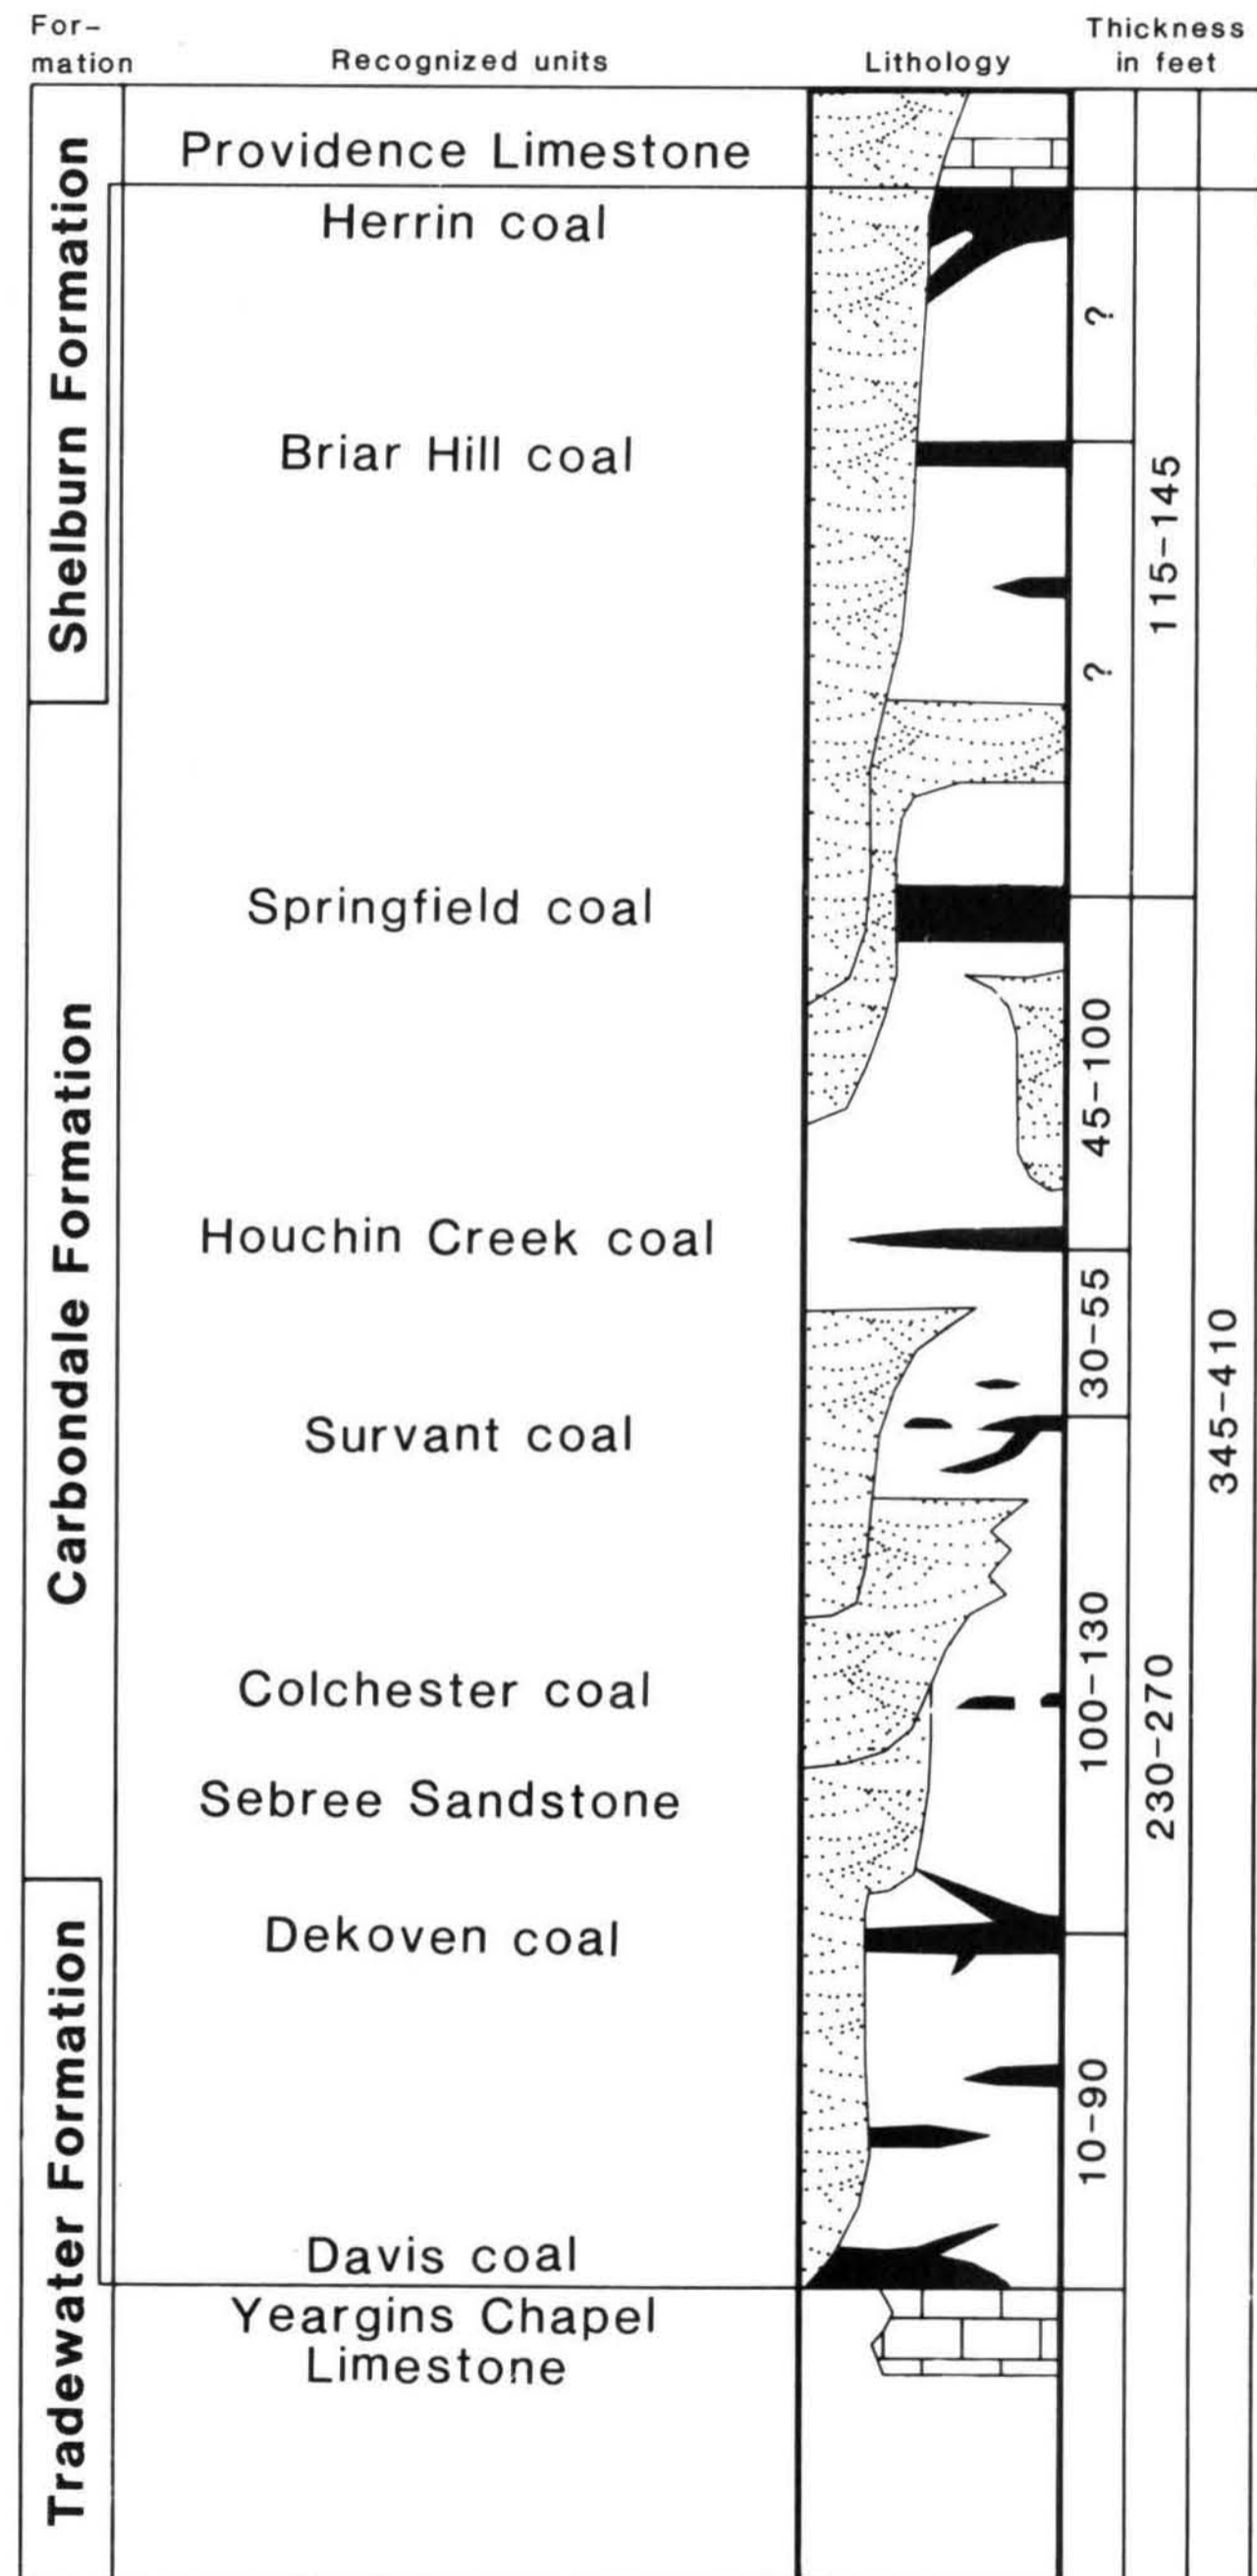 For-
mation
Recognized units
Lithology
Thickness
in feet
Shelburn Formation
Carbondale Formation
Tradewater Formation
Providence Limestone
Herrin coal
Briar Hill coal
Springfield coal
Houchin Creek coal
Survant coal
Colchester coal
Sebree Sandstone
Dekoven coal
Davis coal
Yeargins Chapel
Limestone
?
?
45-100
30-55
100-130
10-90
115-145
230-270
345-410